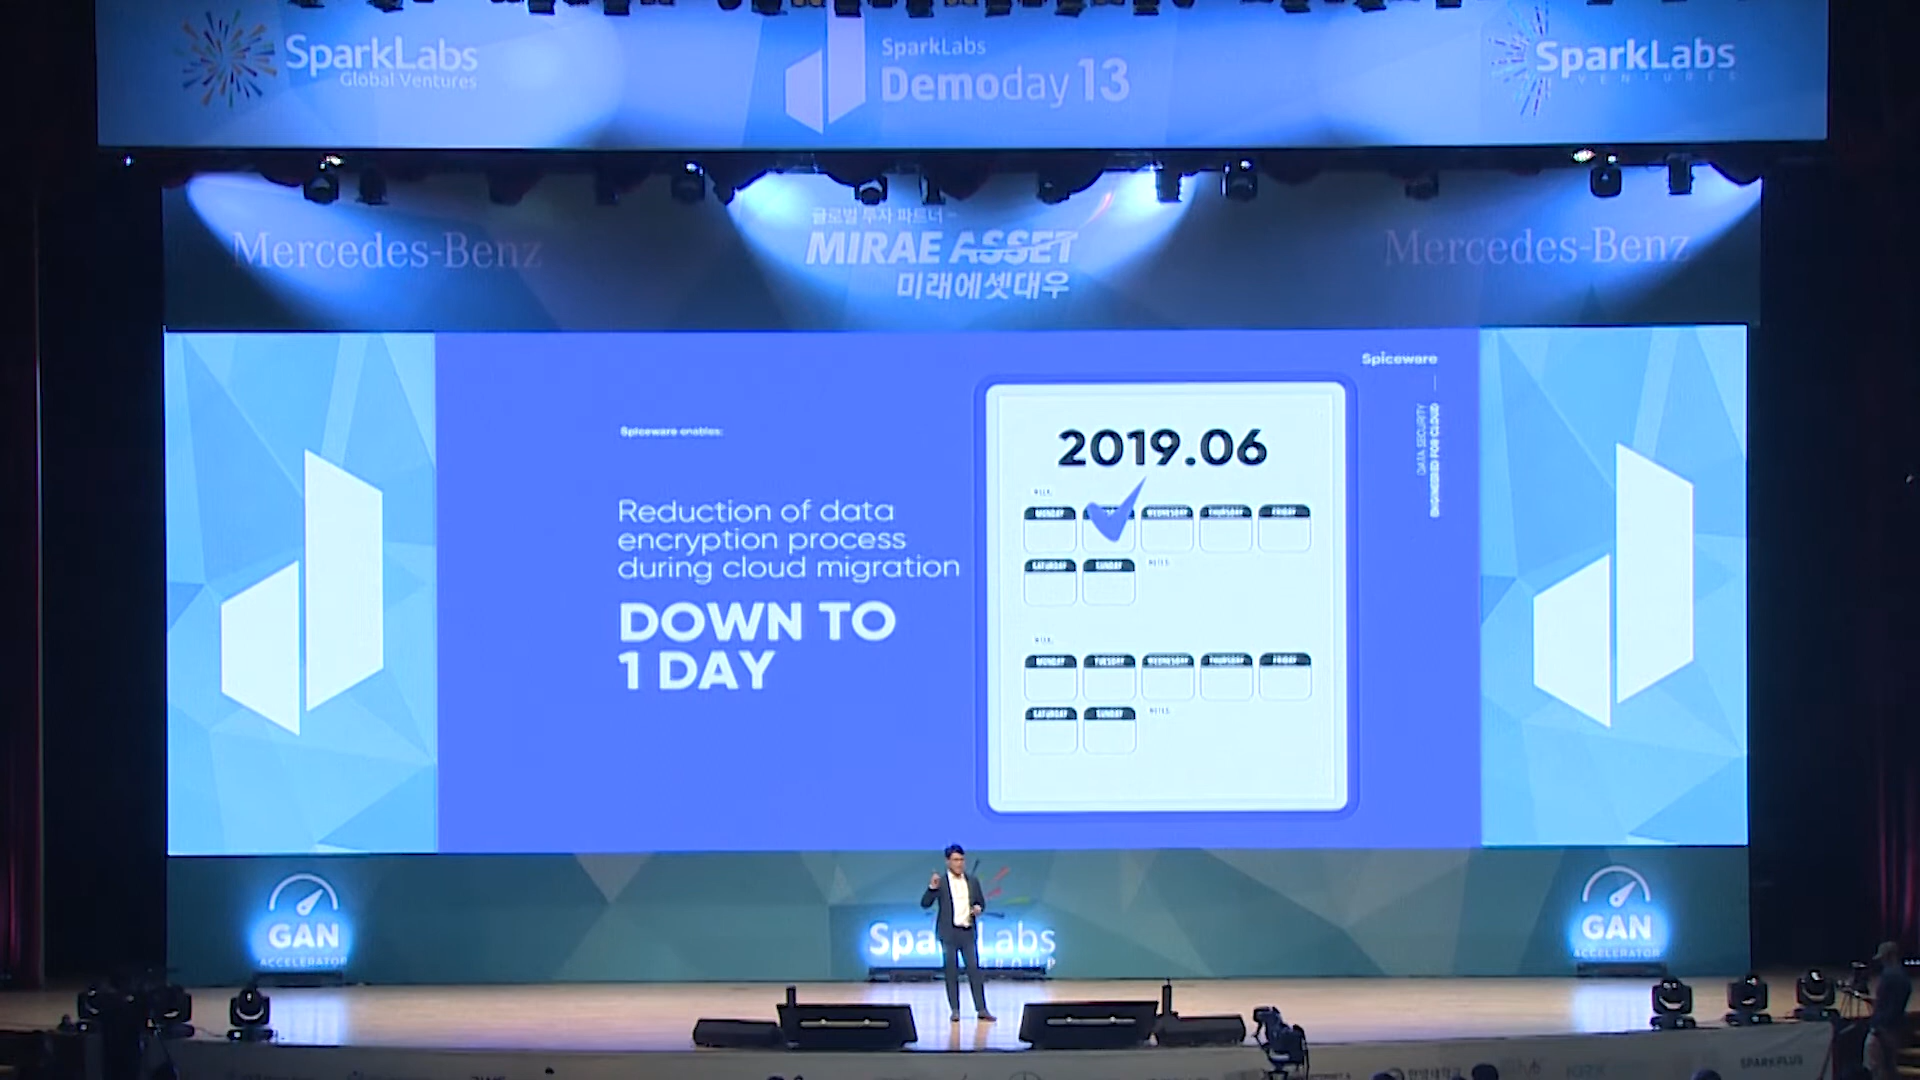 SparkLabs
Global Ventures
SparkLabs
Demoday 13
SparkLabs
VENTURES
Mercedes-Benz
글로벌 투자 파트너 –
MIRAE ASSET
미래에셋대우
Mercedes-Benz
Spiceware
DATA SECURITY
ENGINEERED FOR CLOUD
Spiceware enables:
Reduction of data
encryption process
during cloud migration
DOWN TO
1 DAY
2019.06
MONDAY
WEDNESDAY
THURSDAY
FRIDAY
SATURDAY
SUNDAY
NOTES
MONDAY
TUESDAY
WEDNESDAY
THURSDAY
FRIDAY
SATURDAY
SUNDAY
NOTES
GAN
ACCELERATOR
Spa Labs
GROUP
GAN
ACCELERATOR
SPARKPLUS